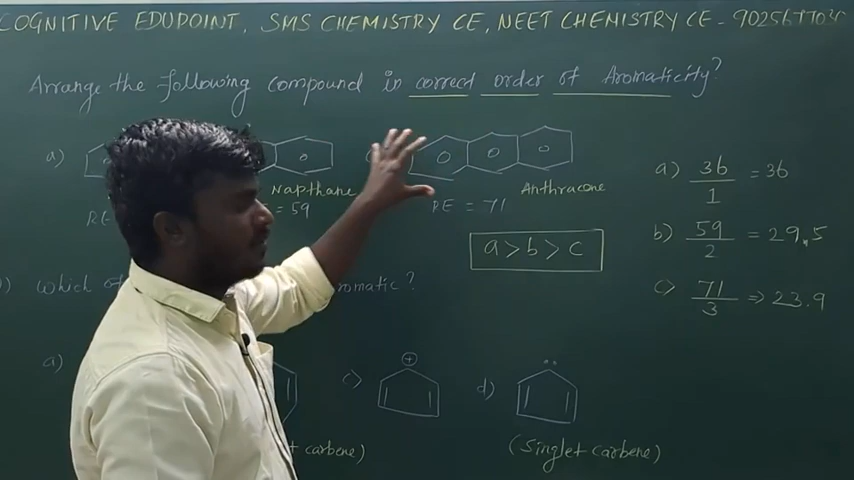 COGNITIVE EDUPOINT, SMS CHEMISTRY CE, NEET CHEMISTRY CE - 9025677030
Arrange the following compound in correct order of Aromaticity?
a)
Napthane
= 59
Anthracone
RE = 71
a > b > c
a) 36/1 = 36
b) 59/2 = 29.5
c) 71/3 => 23.9
RE
which of
romatic ?
a)
t carbene)
c) +
d) ..
(Singlet carbene)